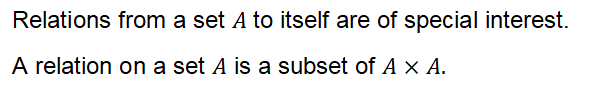 Relations from a set A to itself are of special interest.
A relation on a set A is a subset of A × A.